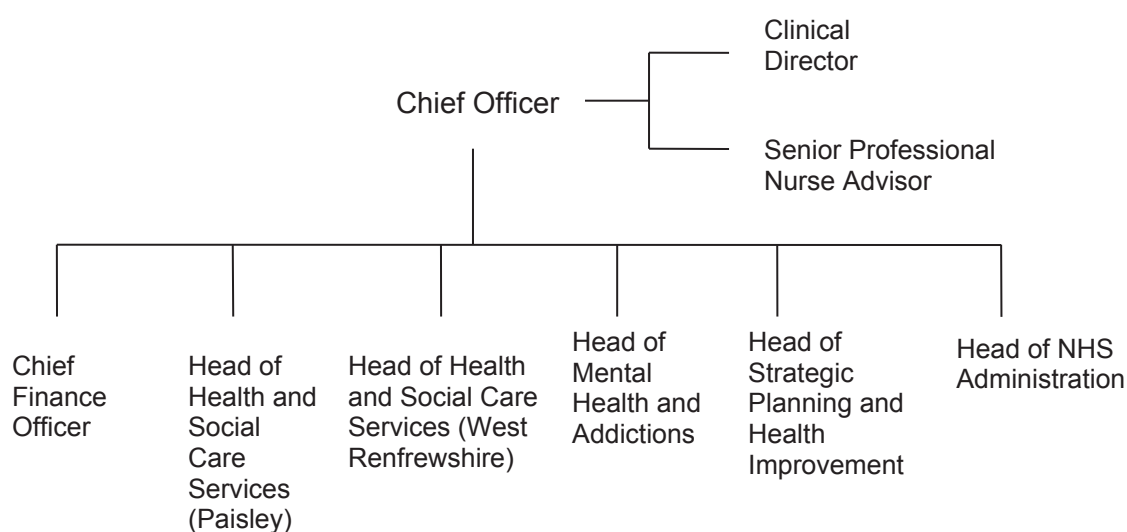 Clinical
Director
Chief Officer
Senior Professional
Nurse Advisor
Chief
Finance
Officer
Head of
Health and
Social
Care
Services
(Paisley)
Head of Health
and Social Care
Services (West
Renfrewshire)
Head of
Mental
Health and
Addictions
Head of
Strategic
Planning and
Health
Improvement
Head of NHS
Administration